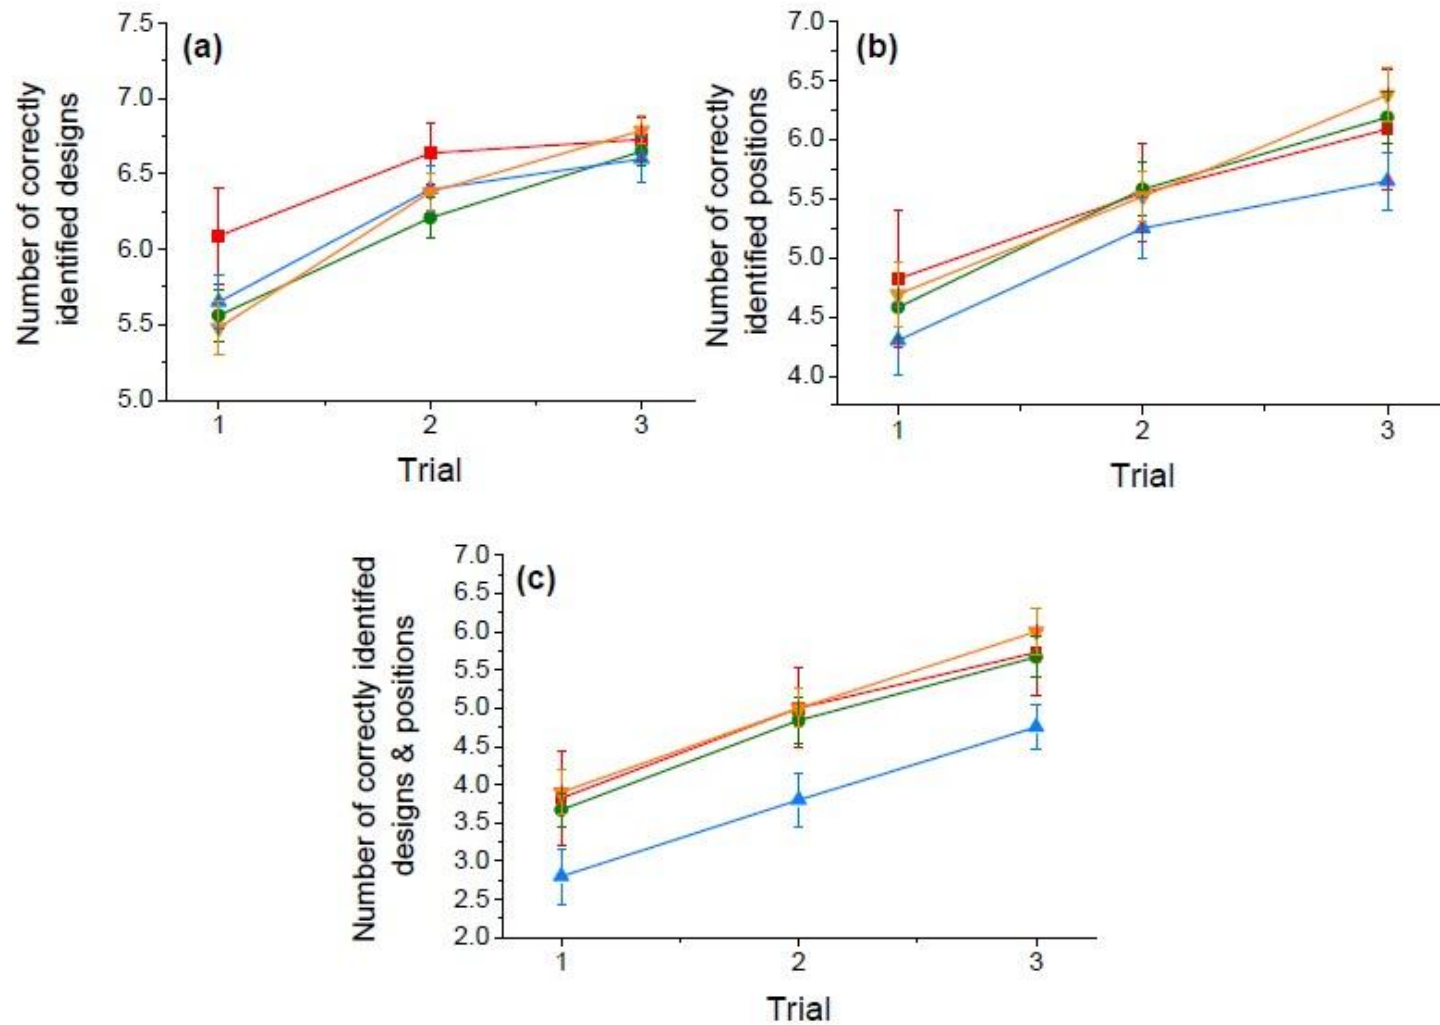 (a)
Number of correctly
identified designs
7.5
7.0
6.5
6.0
5.5
5.0
1 2 3
Trial
(b)
Number of correctly
identified positions
7.0
6.5
6.0
5.5
5.0
4.5
4.0
1 2 3
Trial
(c)
Number of correctly identifed
designs & positions
7.0
6.5
6.0
5.5
5.0
4.5
4.0
3.5
3.0
2.5
2.0
1 2 3
Trial